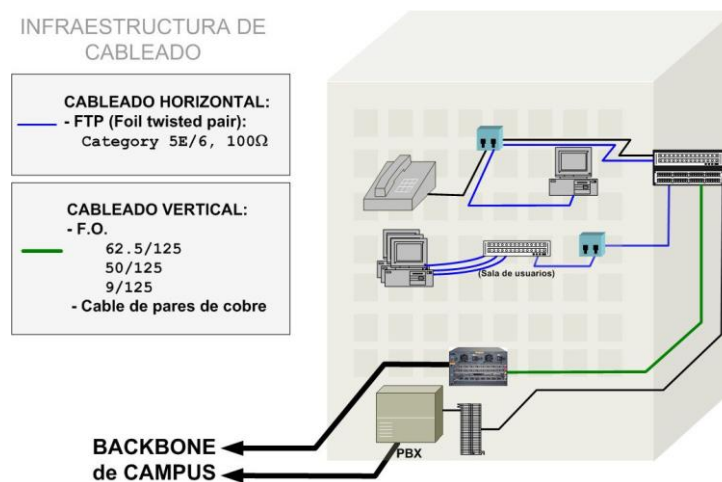 INFRAESTRUCTURA DE
CABLEADO
CABLEADO HORIZONTAL:
- FTP (Foil twisted pair):
Category 5E/6, 100Ω
CABLEADO VERTICAL:
- F.O.
62.5/125
50/125
9/125
- Cable de pares de cobre
(Sala de usuarios)
PBX
BACKBONE
de CAMPUS